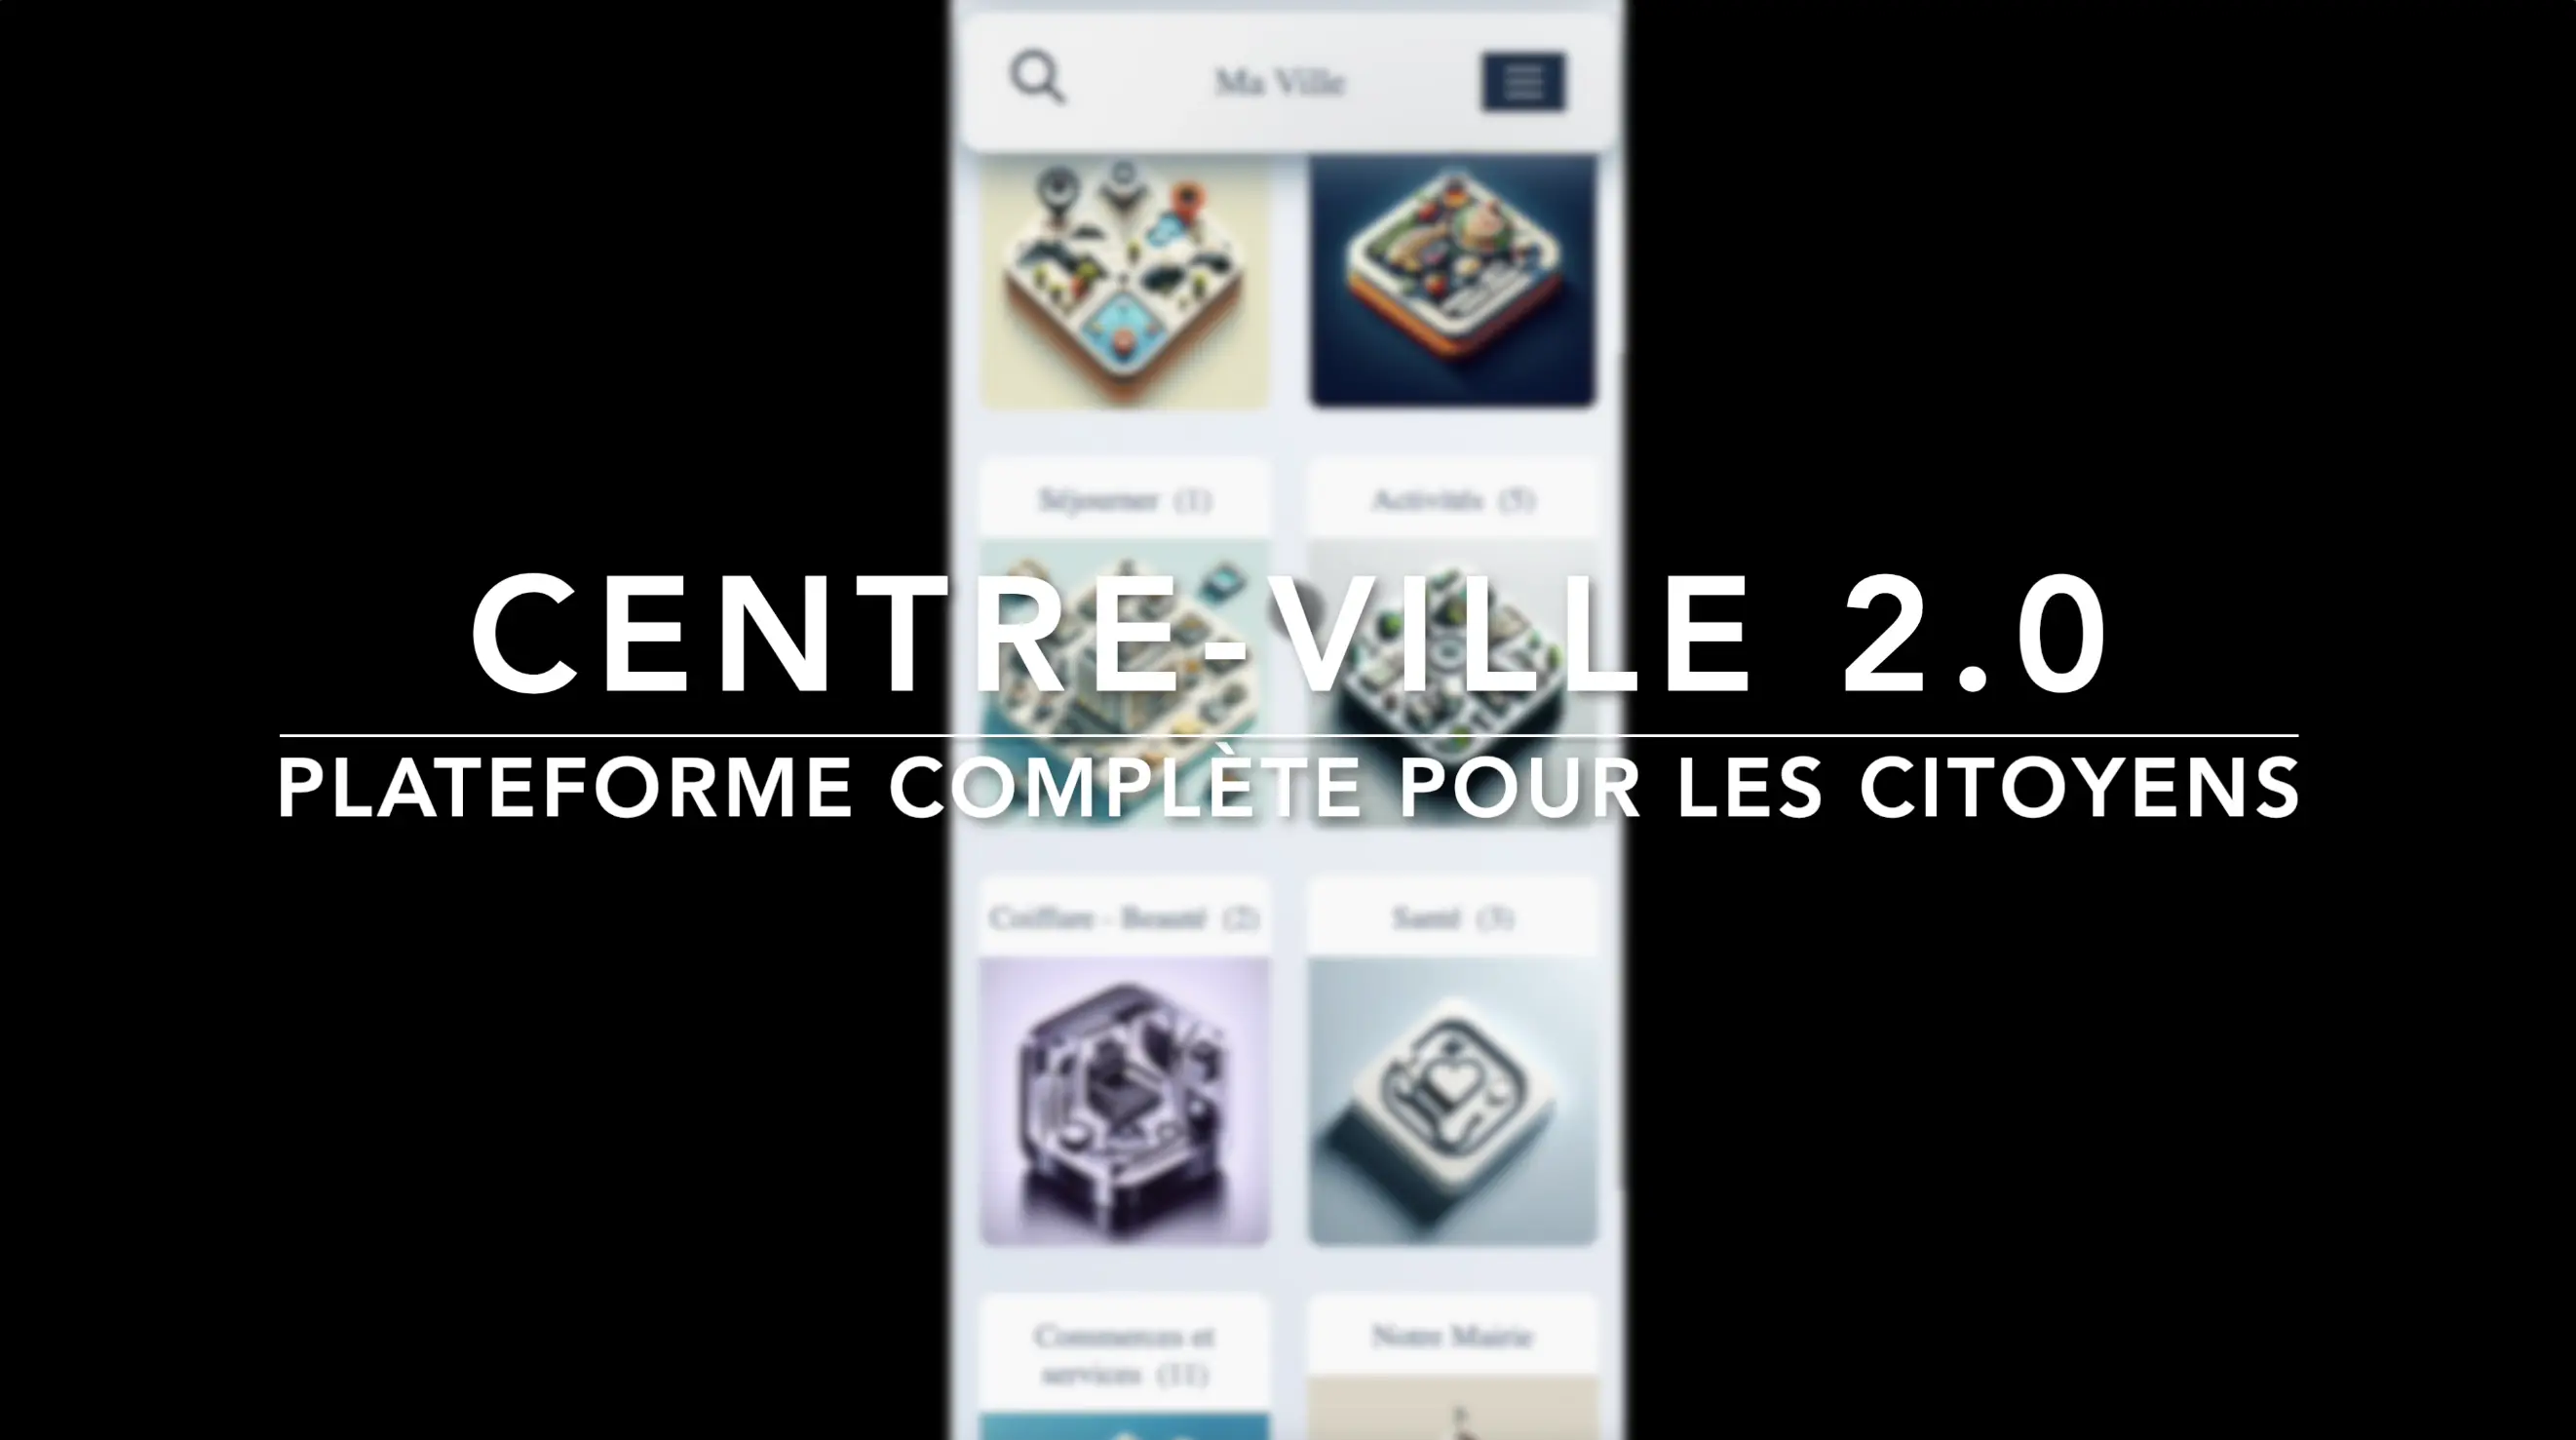 Ma Ville
Séjourner (1)
Activités (5)
CENTRE-VILLE 2.0
PLATEFORME COMPLÈTE POUR LES CITOYENS
Coiffure - Beauté (2)
Santé (3)
Commerces et
services (11)
Notre Mairie